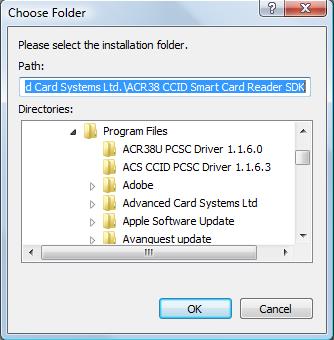 Choose Folder
Please select the installation folder.
Path:
d Card Systems Ltd.\ACR38 CCID Smart Card Reader SDK
Directories:
Program Files
ACR38U PCSC Driver 1.1.6.0
ACS CCID PCSC Driver 1.1.6.3
Adobe
Advanced Card Systems Ltd
Apple Software Update
Avanquest update
OK
Cancel